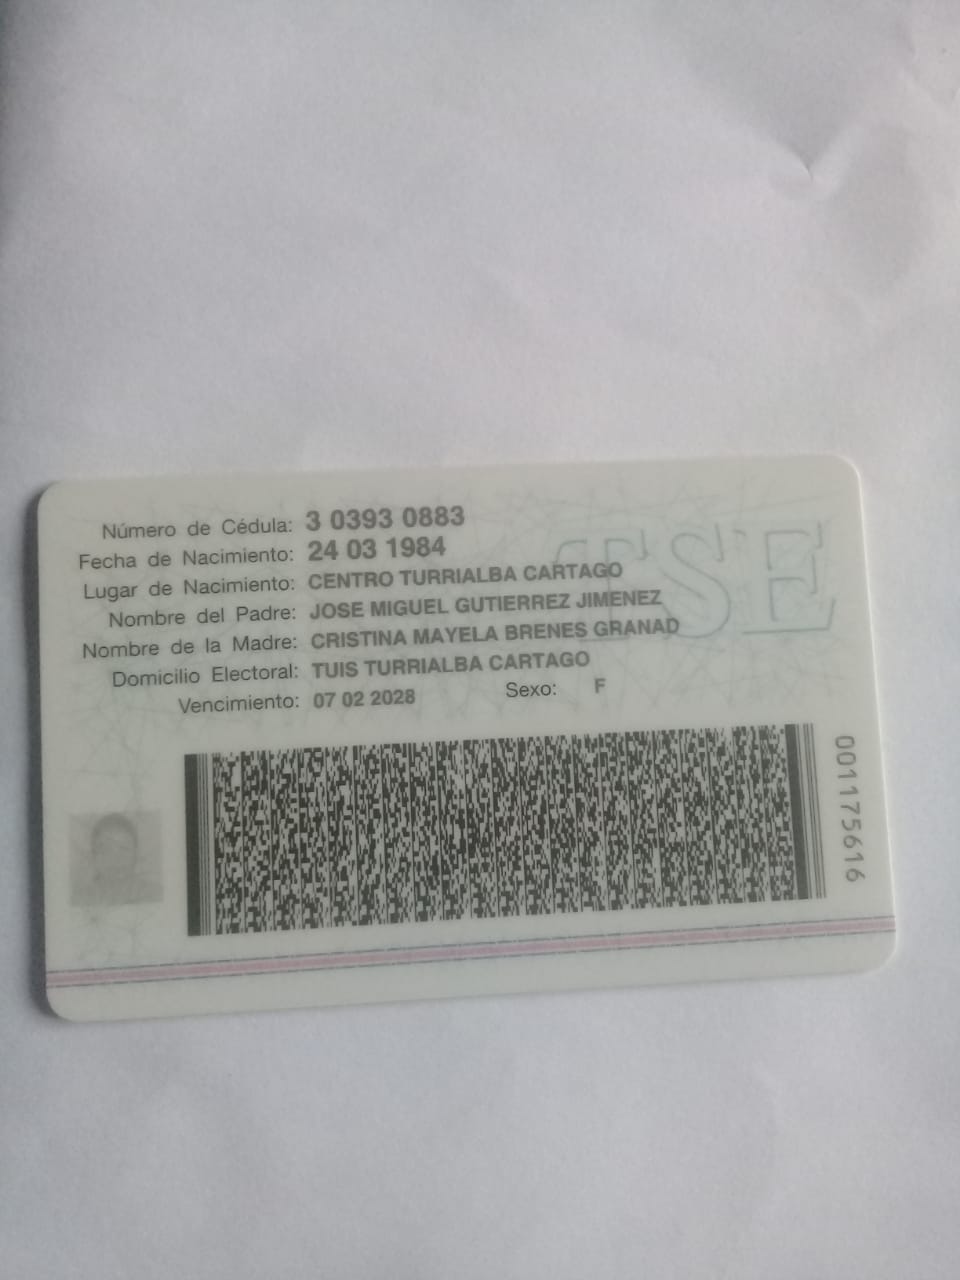 Número de Cédula: 3 0393 0883
Fecha de Nacimiento: 24 03 1984
Lugar de Nacimiento: CENTRO TURRIALBA CARTAGO
Nombre del Padre: JOSE MIGUEL GUTIERREZ JIMENEZ
Nombre de la Madre: CRISTINA MAYELA BRENES GRANAD
Domicilio Electoral: TUIS TURRIALBA CARTAGO
Vencimiento: 07 02 2028 Sexo: F
TSE
001175616